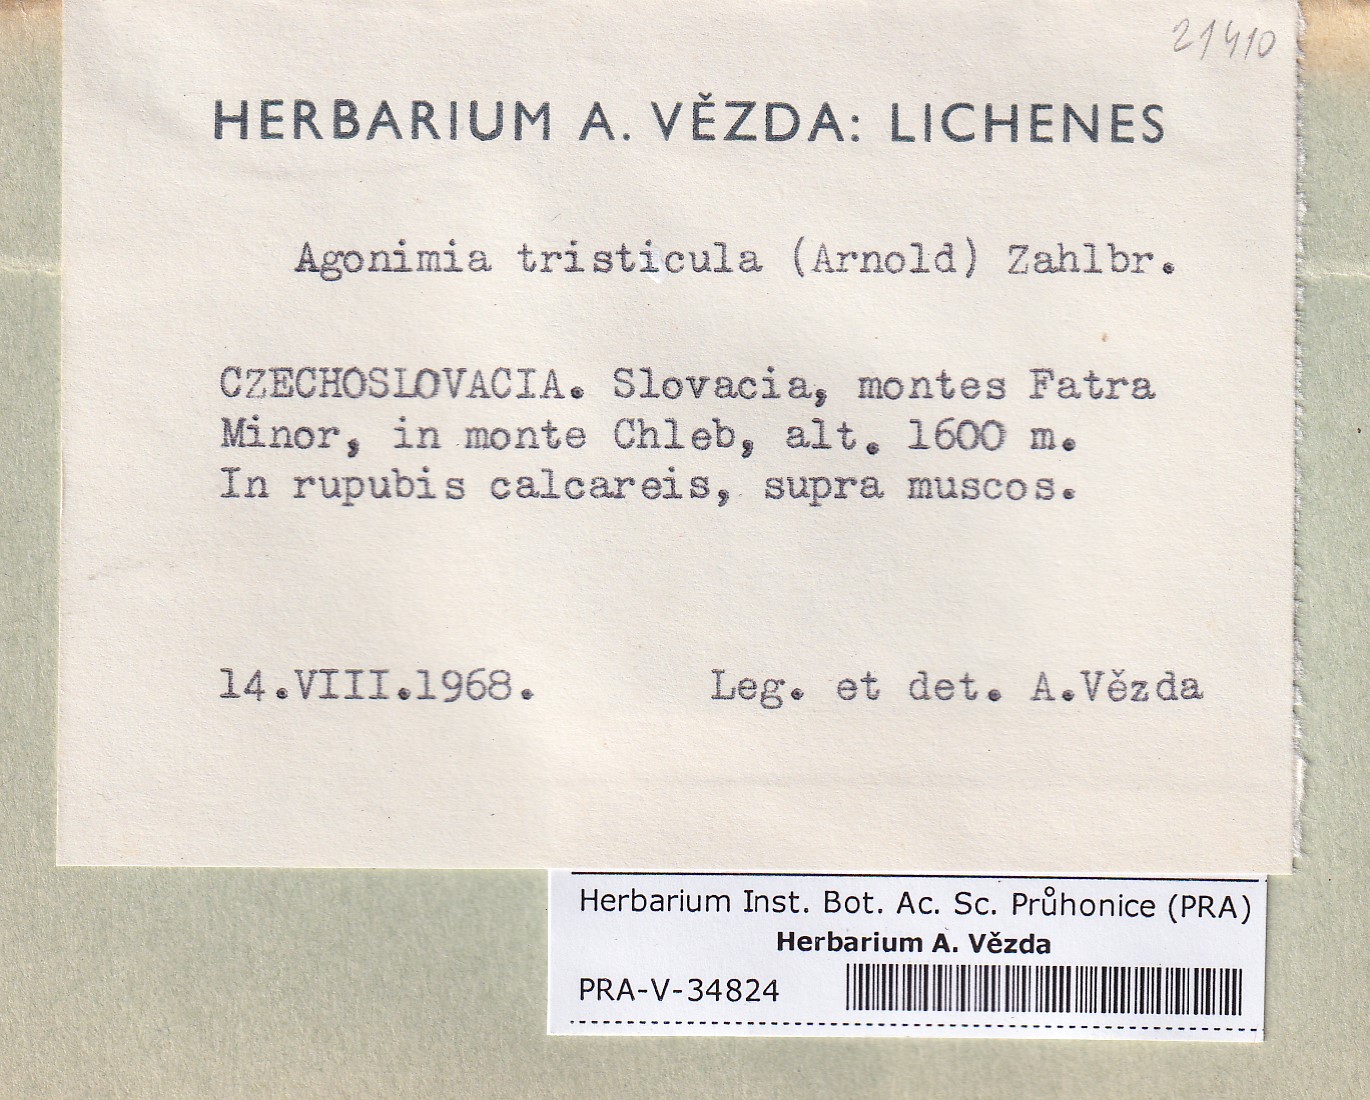 21410
HERBARIUM A. VĚZDA: LICHENES
Agonimia tristicula (Arnold) Zahlbr.
CZECHOSLOVACIA. Slovacia, montes Fatra
Minor, in monte Chleb, alt. 1600 m.
In rupubis calcareis, supra muscos.
14.VIII.1968. Leg. et det. A.Vězda
Herbarium Inst. Bot. Ac. Sc. Průhonice (PRA)
Herbarium A. Vězda
PRA-V-34824